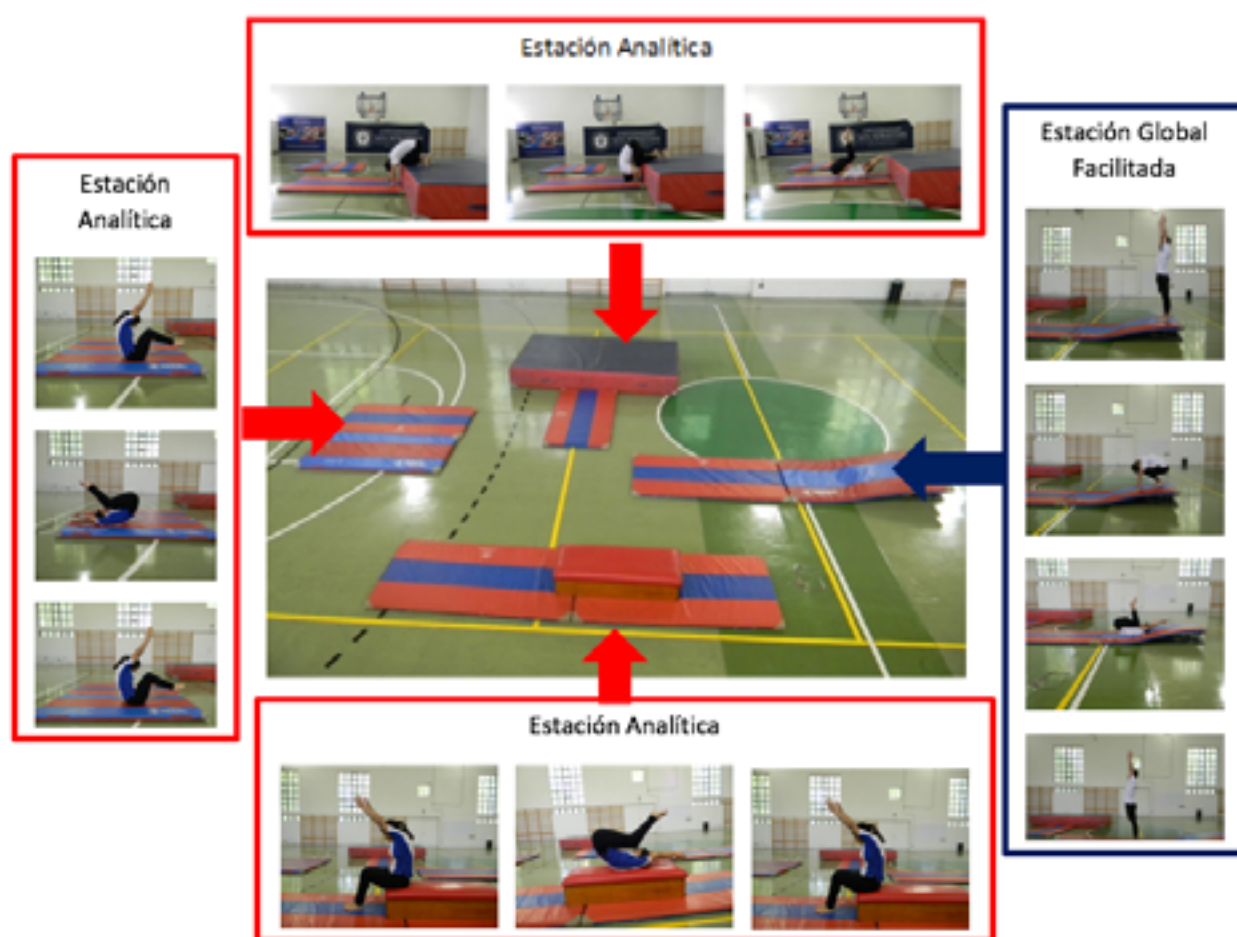 Estación Analítica
Estación Global
Facilitada
Estación
Analítica
Estación Analítica